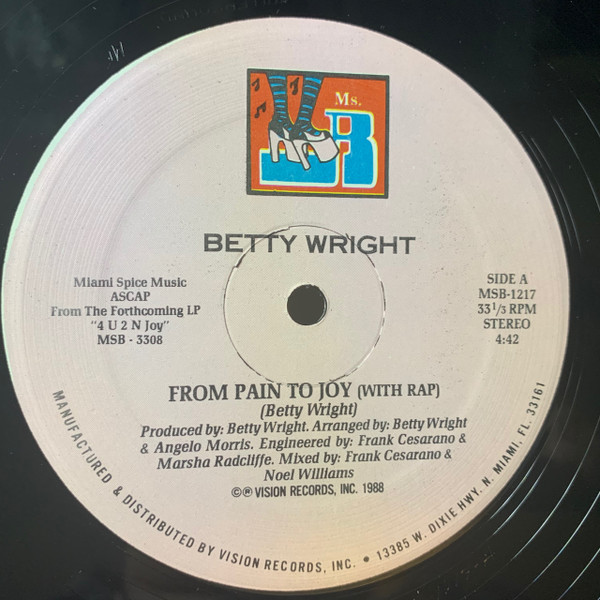 Ms.
B
BETTY WRIGHT
Miami Spice Music
ASCAP
From The Forthcoming LP
"4 U 2 N Joy"
MSB - 3308
SIDE A
MSB-1217
33 1/3 RPM
STEREO
4:42
FROM PAIN TO JOY (WITH RAP)
(Betty Wright)
Produced by: Betty Wright. Arranged by: Betty Wright
& Angelo Morris. Engineered by: Frank Cesarano &
Marsha Radcliffe. Mixed by: Frank Cesarano &
Noel Williams
©℗ VISION RECORDS, INC. 1988
MANUFACTURED & DISTRIBUTED BY VISION RECORDS, INC. • 13385 W. DIXIE HWY. N. MIAMI, FL. 33161